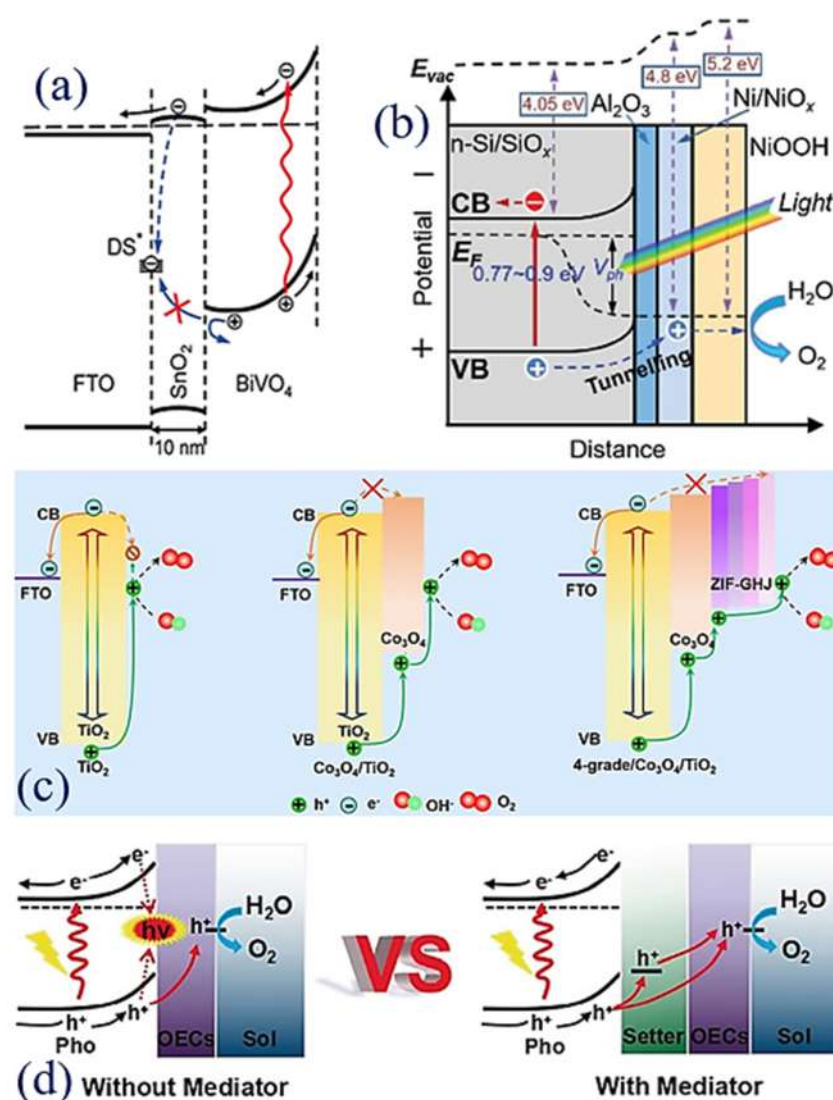 (a)
DS*
FTO
SnO₂
BiVO₄
10 nm
(b)
Evac
4.05 eV
4.8 eV
5.2 eV
Al₂O₃
Ni/NiOₓ
n-Si/SiOₓ
NiOOH
CB
EF
0.77~0.9 eV
Vph
Light
VB
Tunnelling
H₂O
O₂
Potential
− +
Distance
(c)
CB
FTO
VB
TiO₂
TiO₂
CB
FTO
Co₃O₄
VB
TiO₂
Co₃O₄/TiO₂
CB
FTO
ZIF-GHJ
Co₃O₄
VB
4-grade/Co₃O₄/TiO₂
h⁺ e⁻ OH⁻ O₂
(d)
e⁻ e⁻
hν
h⁺
H₂O
O₂
h⁺ h⁺
Pho OECs Sol
Without Mediator
VS
e⁻ e⁻
h⁺ h⁺
H₂O
O₂
h⁺ h⁺
Pho Setter OECs Sol
With Mediator